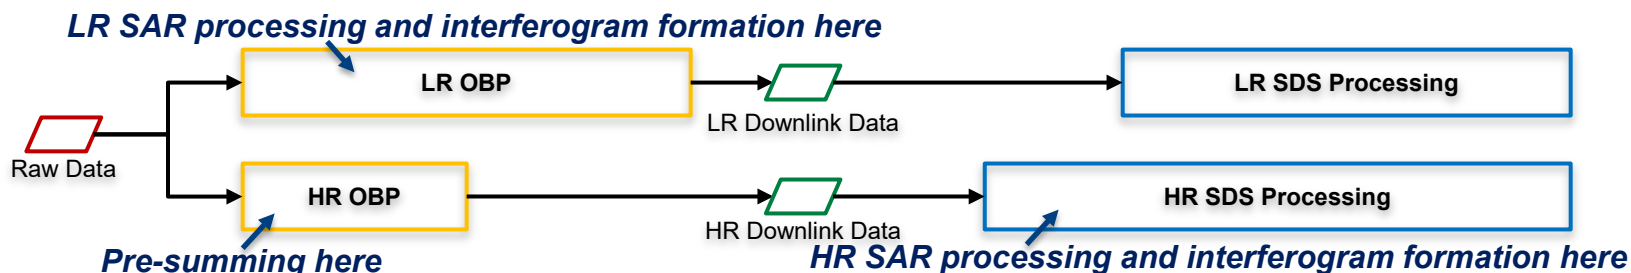 LR SAR processing and interferogram formation here
LR OBP
LR SDS Processing
LR Downlink Data
Raw Data
HR OBP
HR SDS Processing
HR Downlink Data
Pre-summing here
HR SAR processing and interferogram formation here